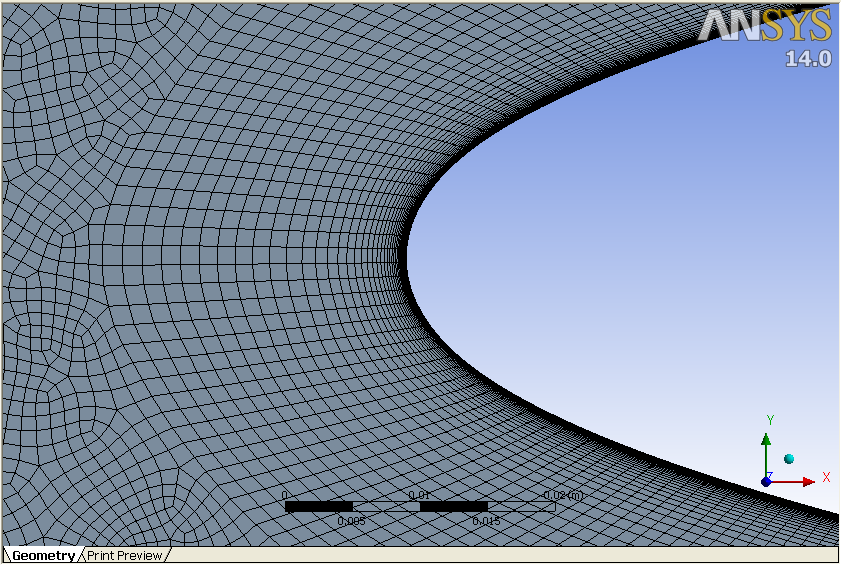 ANSYS
14.0
Y
Z
X
0 0.01 0.02 (m)
0.005 0.015
Geometry Print Preview